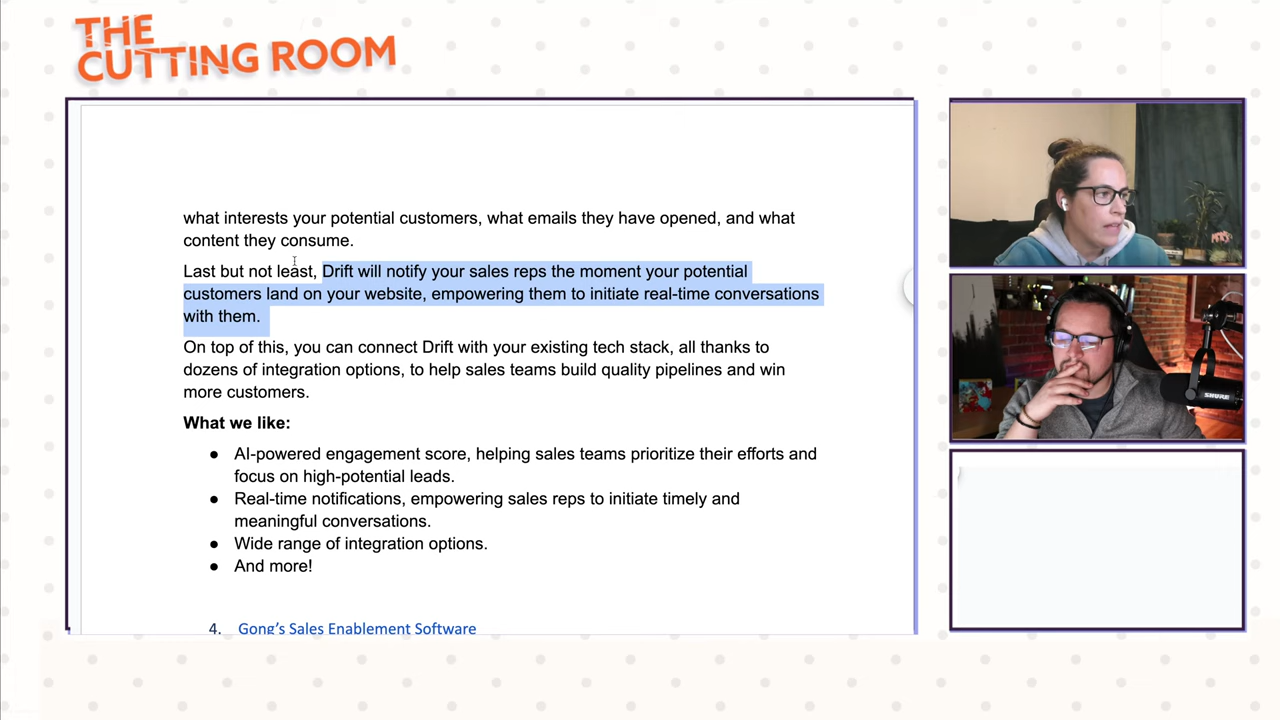 THE
CUTTING ROOM
what interests your potential customers, what emails they have opened, and what
content they consume.
Last but not least, Drift will notify your sales reps the moment your potential
customers land on your website, empowering them to initiate real-time conversations
with them.
On top of this, you can connect Drift with your existing tech stack, all thanks to
dozens of integration options, to help sales teams build quality pipelines and win
more customers.
What we like:
● AI-powered engagement score, helping sales teams prioritize their efforts and
focus on high-potential leads.
● Real-time notifications, empowering sales reps to initiate timely and
meaningful conversations.
● Wide range of integration options.
● And more!
4. Gong’s Sales Enablement Software
SHURE